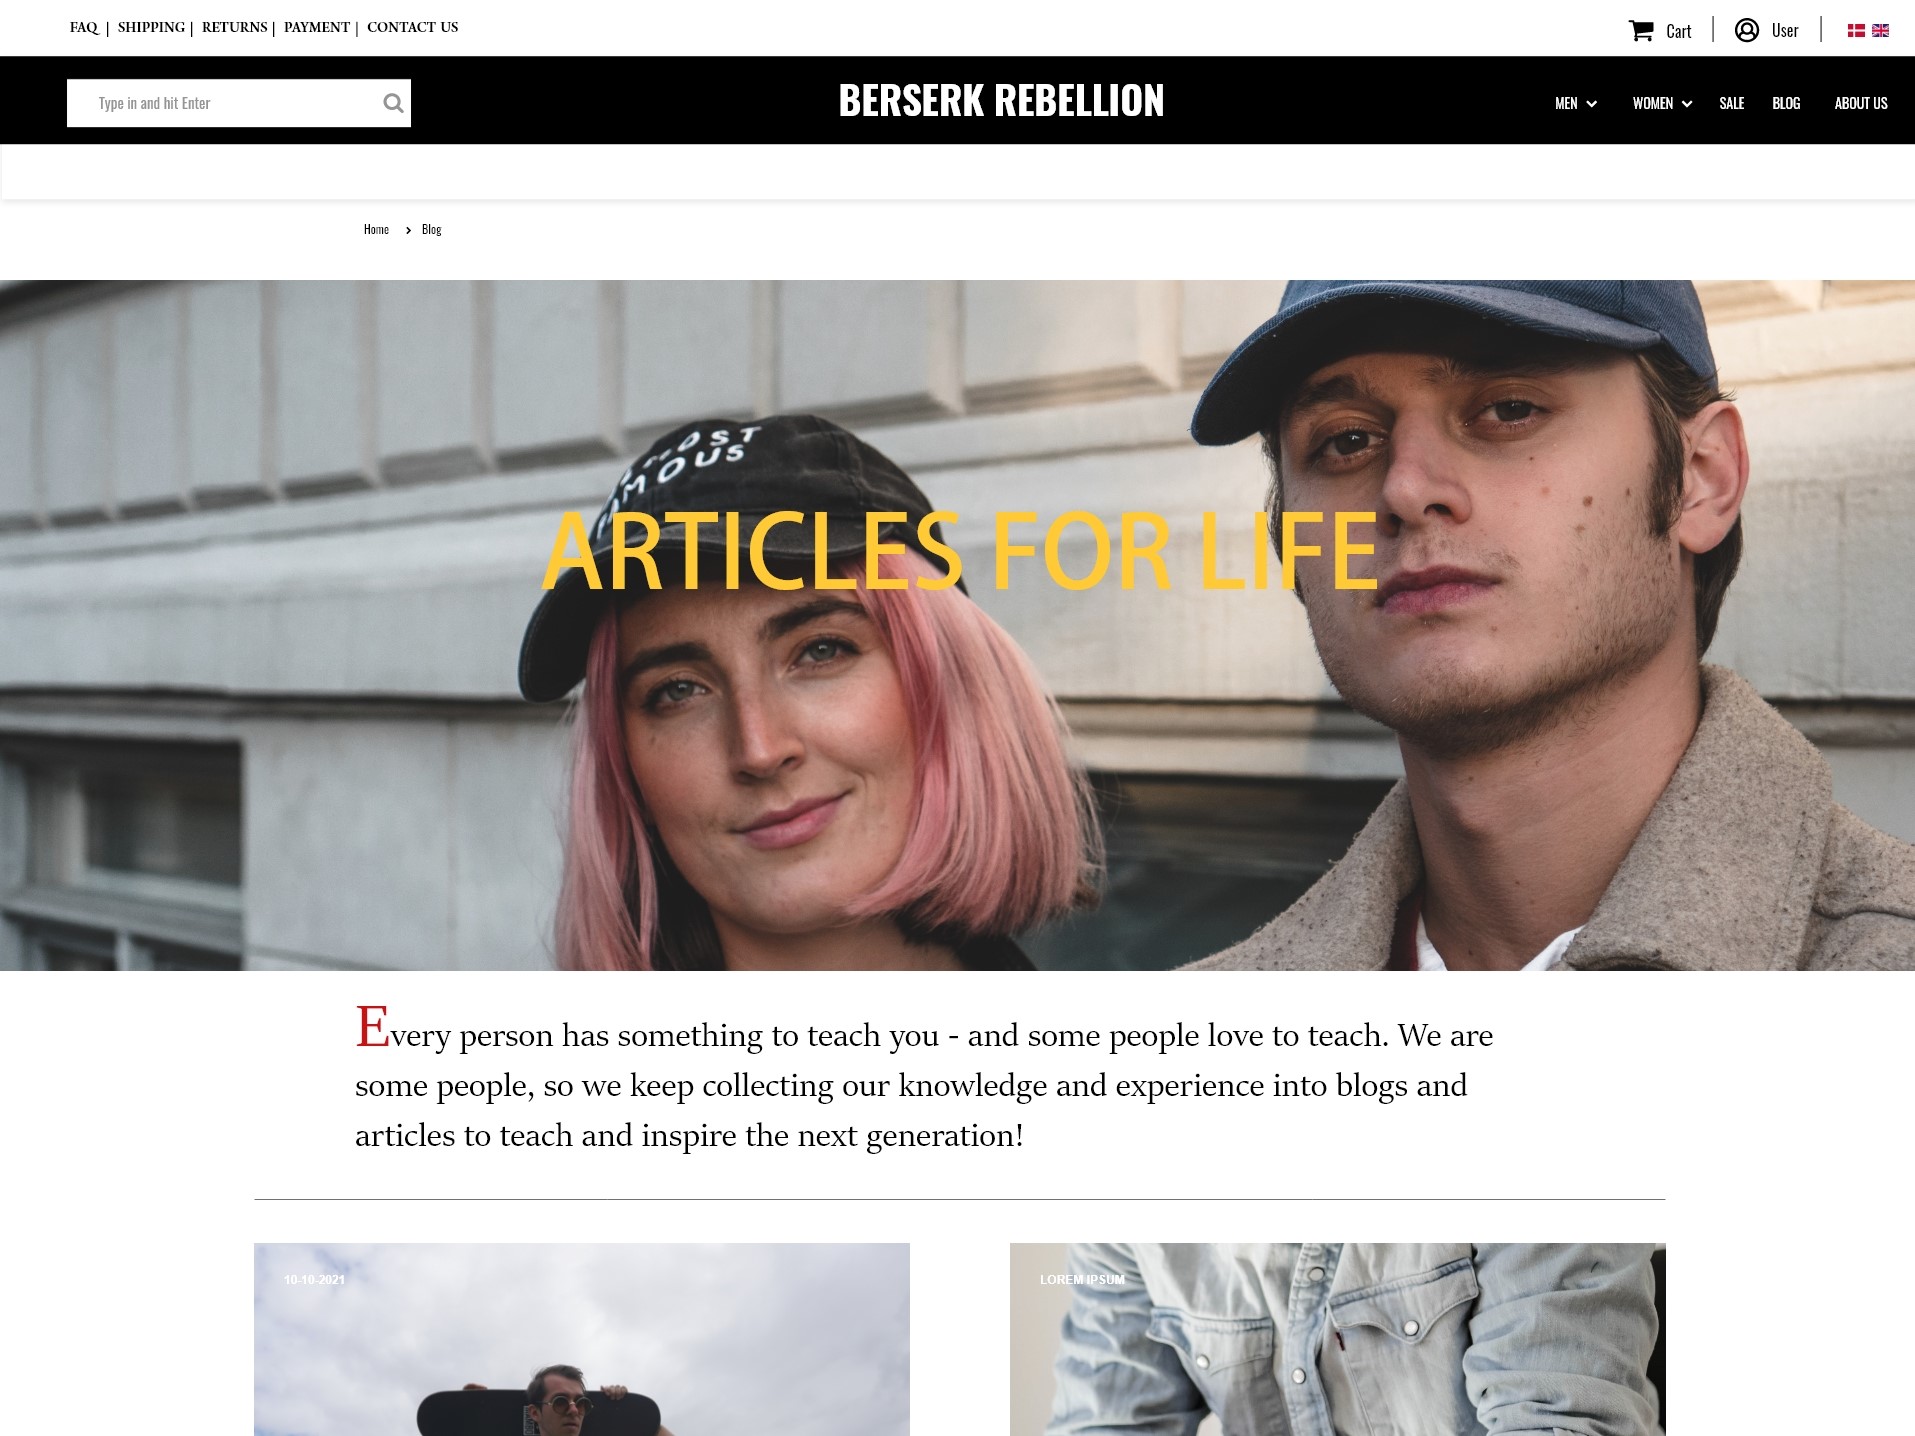 FAQ | SHIPPING | RETURNS | PAYMENT | CONTACT US
Cart
User
Type in and hit Enter
BERSERK REBELLION
MEN
WOMEN
SALE
BLOG
ABOUT US
Home
Blog
ARTICLES FOR LIFE
Every person has something to teach you - and some people love to teach. We are
some people, so we keep collecting our knowledge and experience into blogs and
articles to teach and inspire the next generation!
10-10-2021
LOREM IPSUM